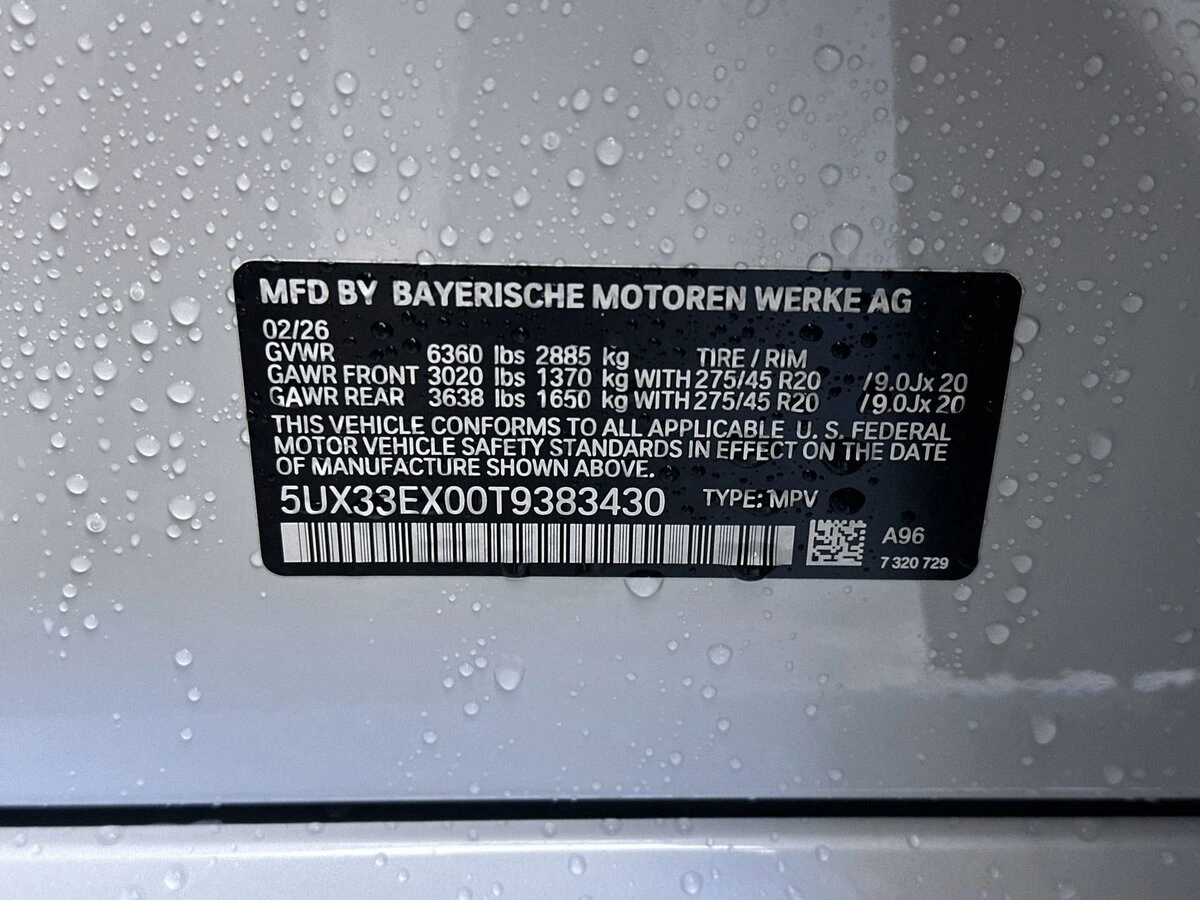 MFD BY BAYERISCHE MOTOREN WERKE AG
02/26
GVWR 6360 lbs 2885 kg TIRE / RIM
GAWR FRONT 3020 lbs 1370 kg WITH 275/45 R20 / 9.0Jx 20
GAWR REAR 3638 lbs 1650 kg WITH 275/45 R20 / 9.0Jx 20
THIS VEHICLE CONFORMS TO ALL APPLICABLE U. S. FEDERAL
MOTOR VEHICLE SAFETY STANDARDS IN EFFECT ON THE DATE
OF MANUFACTURE SHOWN ABOVE.
5UX33EX00T9383430 TYPE: MPV
A96
7 320 729